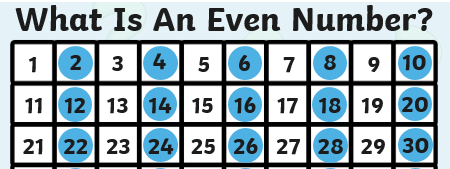 What Is An Even Number?
1 2 3 4 5 6 7 8 9 10
11 12 13 14 15 16 17 18 19 20
21 22 23 24 25 26 27 28 29 30